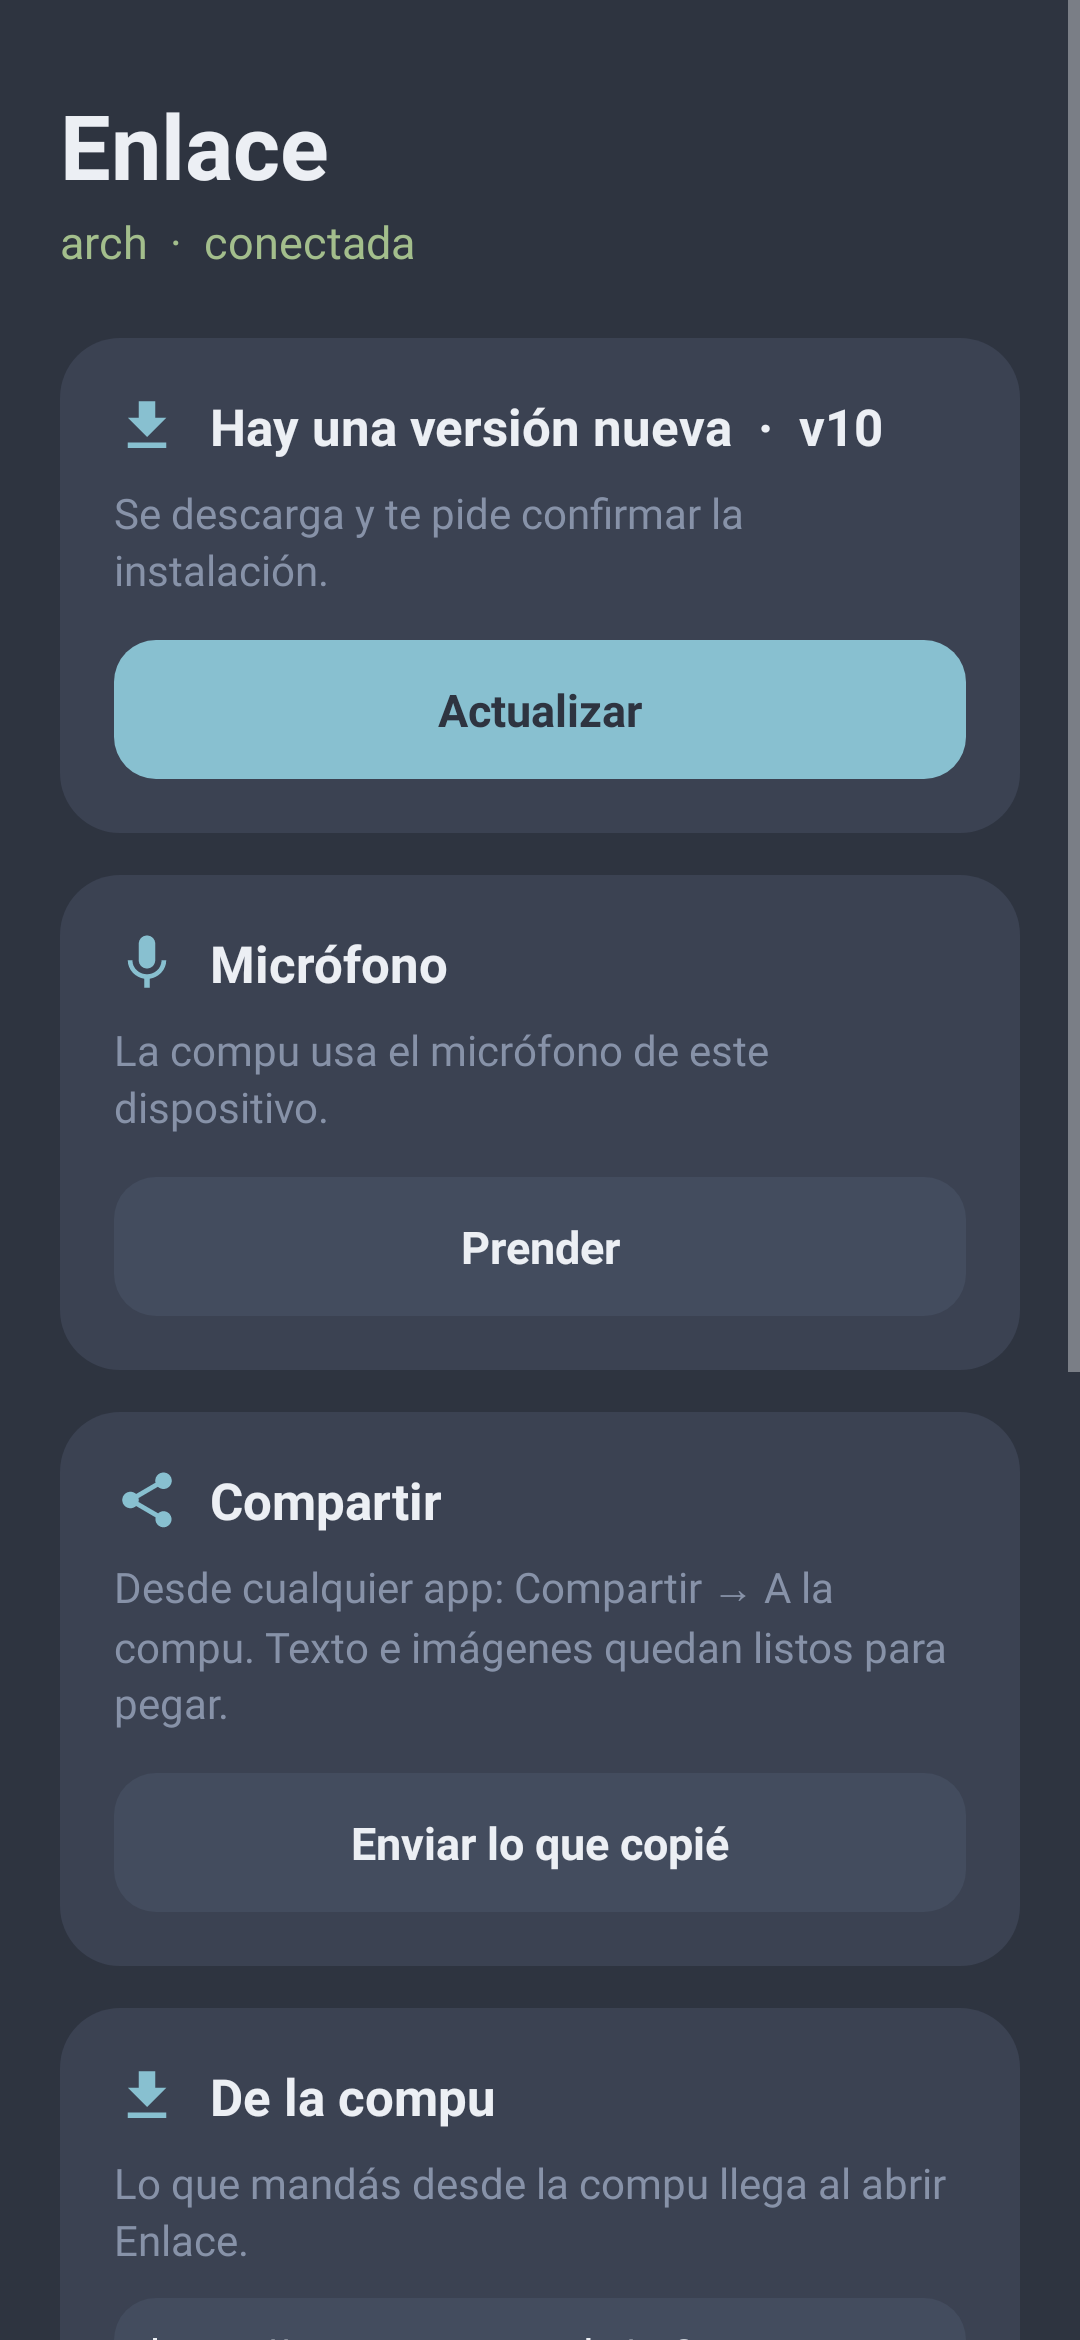 Enlace
arch · conectada
Hay una versión nueva · v10
Se descarga y te pide confirmar la
instalación.
Actualizar
Micrófono
La compu usa el micrófono de este
dispositivo.
Prender
Compartir
Desde cualquier app: Compartir → A la
compu. Texto e imágenes quedan listos para
pegar.
Enviar lo que copié
De la compu
Lo que mandás desde la compu llega al abrir
Enlace.